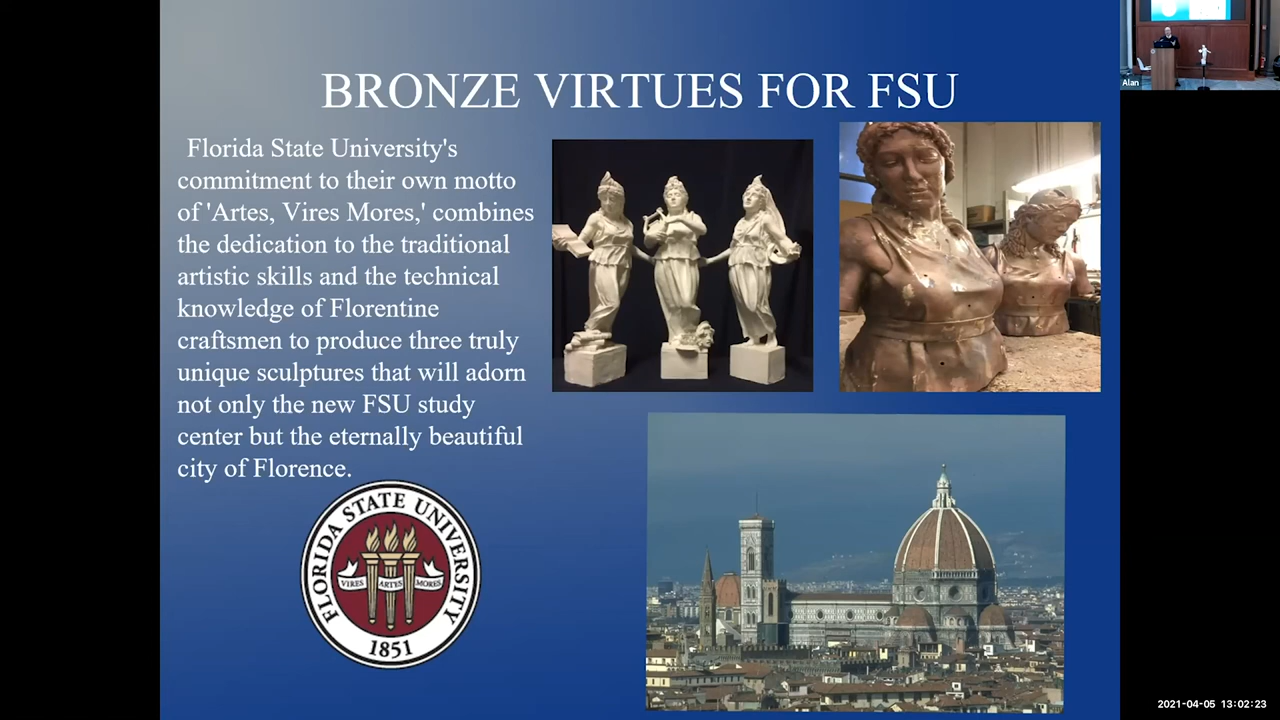 BRONZE VIRTUES FOR FSU
Florida State University's
commitment to their own motto
of 'Artes, Vires Mores,' combines
the dedication to the traditional
artistic skills and the technical
knowledge of Florentine
craftsmen to produce three truly
unique sculptures that will adorn
not only the new FSU study
center but the eternally beautiful
city of Florence.
FLORIDA STATE UNIVERSITY
VIRES ARTES MORES
1851
Alan
2021-04-05 13:02:23